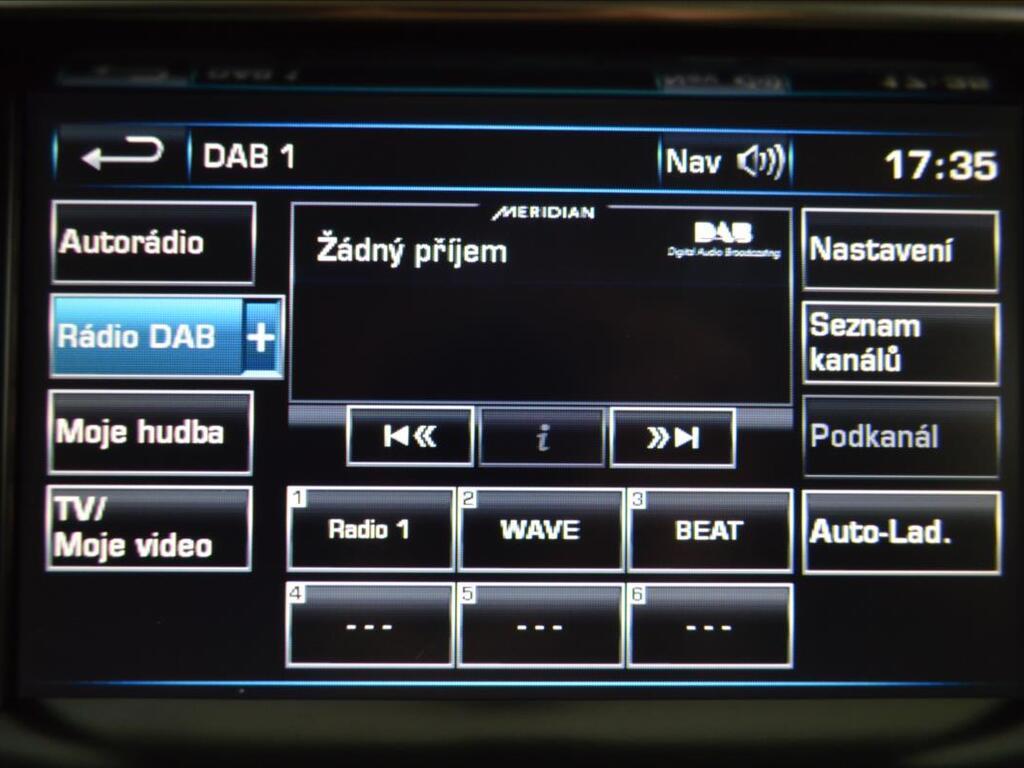 DAB 1
Nav
17:35
Autorádio
Rádio DAB +
Moje hudba
TV/
Moje video
MERIDIAN
Žádný příjem
DAB
Digital Audio Broadcasting
i
1
Radio 1
2
WAVE
3
BEAT
4
---
5
---
6
---
Nastavení
Seznam
kanálů
Podkanál
Auto-Lad.